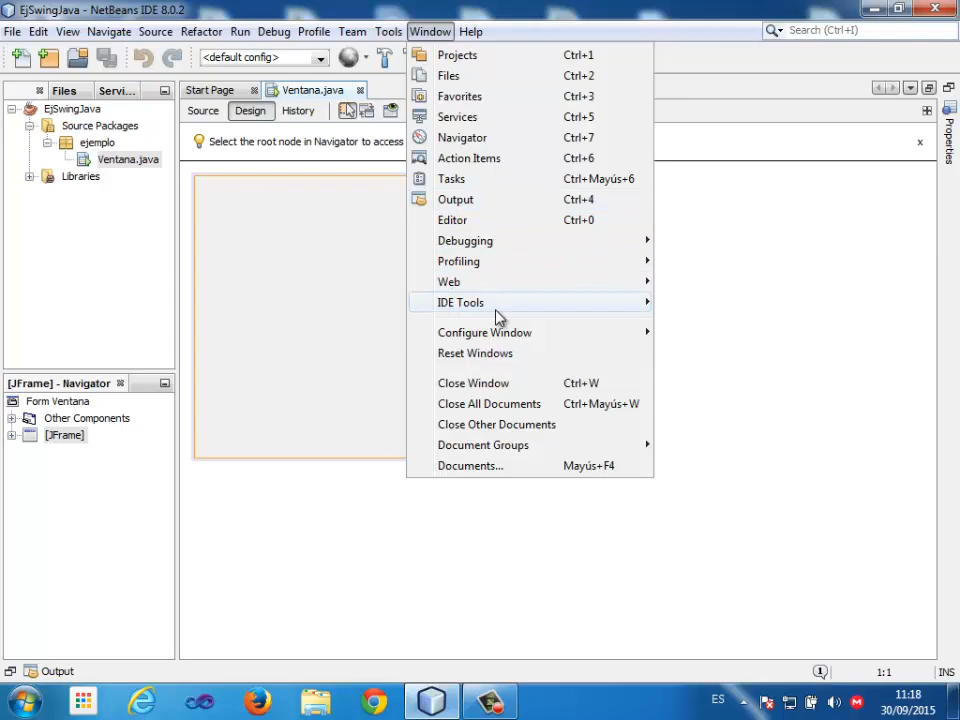 EjSwingJava - NetBeans IDE 8.0.2
File Edit View Navigate Source Refactor Run Debug Profile Team Tools Window Help
Search (Ctrl+I)
<default config>
Files
Servi...
Start Page
Ventana.java
Source Design History
Select the root node in Navigator to access
EjSwingJava
Source Packages
ejemplo
Ventana.java
Libraries
Projects Ctrl+1
Files Ctrl+2
Favorites Ctrl+3
Services Ctrl+5
Navigator Ctrl+7
Action Items Ctrl+6
Tasks Ctrl+Mayús+6
Output Ctrl+4
Editor Ctrl+0
Debugging
Profiling
Web
IDE Tools
Configure Window
Reset Windows
Close Window Ctrl+W
Close All Documents Ctrl+Mayús+W
Close Other Documents
Document Groups
Documents... Mayús+F4
Properties
[JFrame] - Navigator
Form Ventana
Other Components
[JFrame]
Output
1
1:1
INS
ES
11:18
30/09/2015